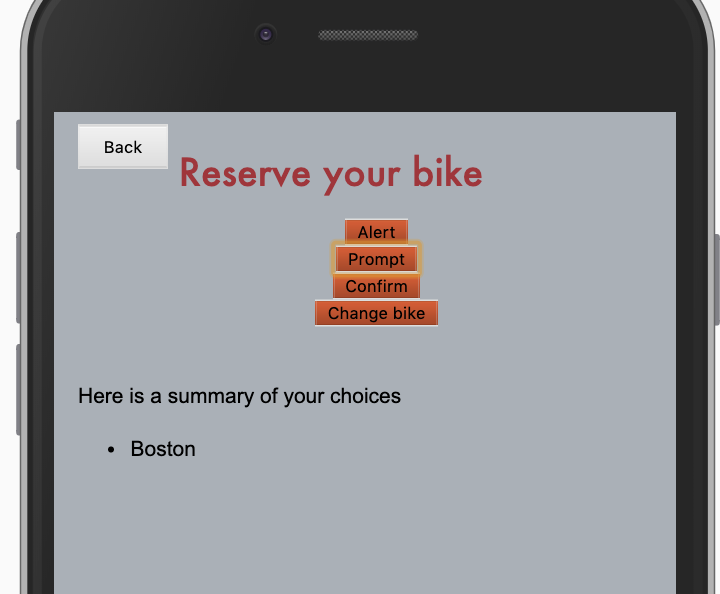 Back
Reserve your bike
Alert
Prompt
Confirm
Change bike
Here is a summary of your choices
• Boston